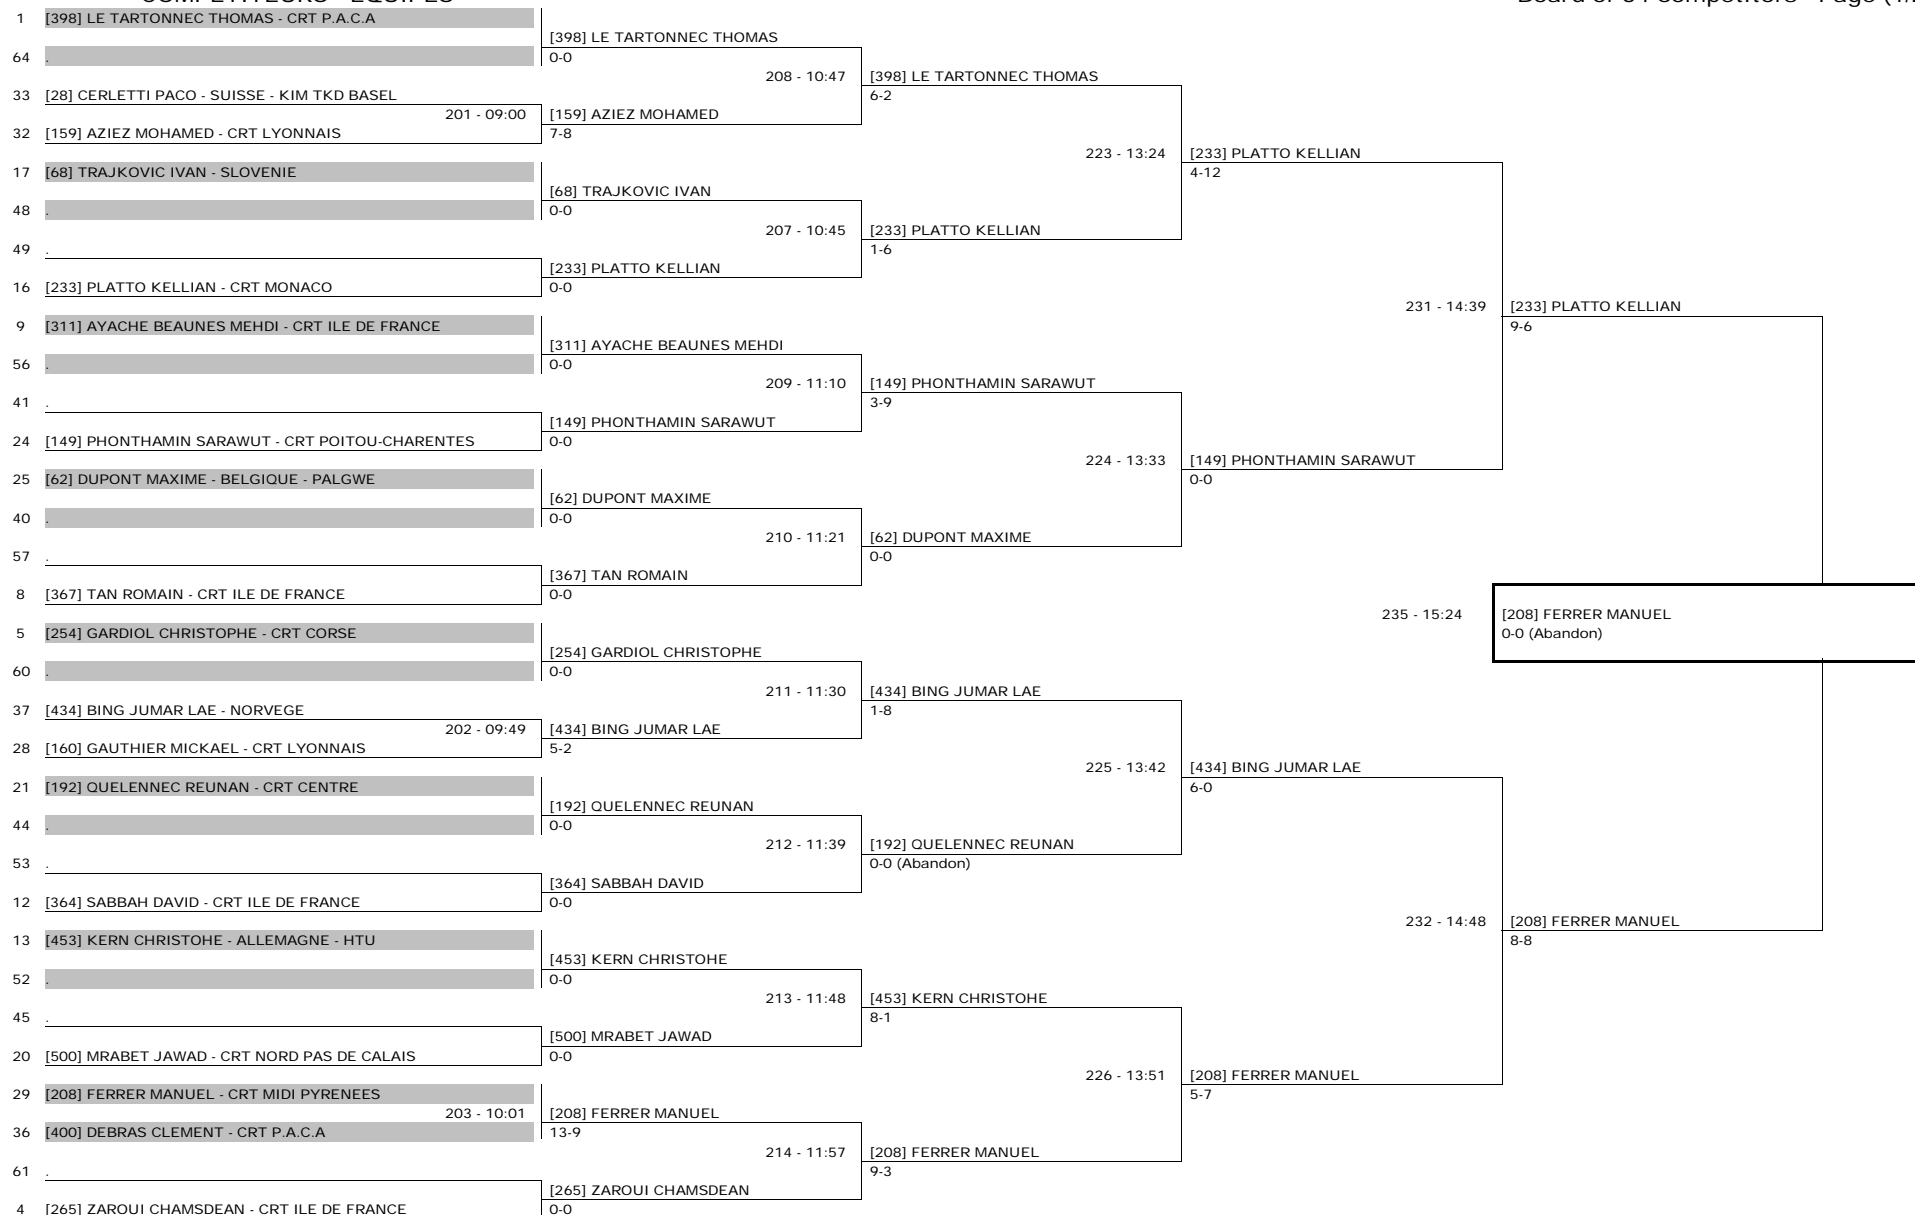 1 [398] LE TARTONNEC THOMAS - CRT P.A.C.A
[398] LE TARTONNEC THOMAS
64 .
0-0
208 - 10:47
[398] LE TARTONNEC THOMAS
6-2
33 [28] CERLETTI PACO - SUISSE - KIM TKD BASEL
201 - 09:00
[159] AZIEZ MOHAMED
7-8
32 [159] AZIEZ MOHAMED - CRT LYONNAIS
223 - 13:24
[233] PLATTO KELLIAN
4-12
17 [68] TRAJKOVIC IVAN - SLOVENIE
[68] TRAJKOVIC IVAN
0-0
48 .
207 - 10:45
[233] PLATTO KELLIAN
1-6
49 .
[233] PLATTO KELLIAN
0-0
16 [233] PLATTO KELLIAN - CRT MONACO
231 - 14:39
[233] PLATTO KELLIAN
9-6
9 [311] AYACHE BEAUNES MEHDI - CRT ILE DE FRANCE
[311] AYACHE BEAUNES MEHDI
0-0
56 .
209 - 11:10
[149] PHONTHAMIN SARAWUT
3-9
41 .
[149] PHONTHAMIN SARAWUT
0-0
24 [149] PHONTHAMIN SARAWUT - CRT POITOU-CHARENTES
224 - 13:33
[149] PHONTHAMIN SARAWUT
0-0
25 [62] DUPONT MAXIME - BELGIQUE - PALGWE
[62] DUPONT MAXIME
0-0
40 .
210 - 11:21
[62] DUPONT MAXIME
0-0
57 .
[367] TAN ROMAIN
0-0
8 [367] TAN ROMAIN - CRT ILE DE FRANCE
235 - 15:24
[208] FERRER MANUEL
0-0 (Abandon)
5 [254] GARDIOL CHRISTOPHE - CRT CORSE
[254] GARDIOL CHRISTOPHE
0-0
60 .
211 - 11:30
[434] BING JUMAR LAE
1-8
37 [434] BING JUMAR LAE - NORVEGE
202 - 09:49
[434] BING JUMAR LAE
5-2
28 [160] GAUTHIER MICKAEL - CRT LYONNAIS
225 - 13:42
[434] BING JUMAR LAE
6-0
21 [192] QUELENNEC REUNAN - CRT CENTRE
[192] QUELENNEC REUNAN
0-0
44 .
212 - 11:39
[192] QUELENNEC REUNAN
0-0 (Abandon)
53 .
[364] SABBAH DAVID
0-0
12 [364] SABBAH DAVID - CRT ILE DE FRANCE
232 - 14:48
[208] FERRER MANUEL
8-8
13 [453] KERN CHRISTOHE - ALLEMAGNE - HTU
[453] KERN CHRISTOHE
0-0
52 .
213 - 11:48
[453] KERN CHRISTOHE
8-1
45 .
[500] MRABET JAWAD
0-0
20 [500] MRABET JAWAD - CRT NORD PAS DE CALAIS
226 - 13:51
[208] FERRER MANUEL
5-7
29 [208] FERRER MANUEL - CRT MIDI PYRENEES
203 - 10:01
[208] FERRER MANUEL
13-9
36 [400] DEBRAS CLEMENT - CRT P.A.C.A
214 - 11:57
[208] FERRER MANUEL
9-3
61 .
[265] ZAROUI CHAMSDEAN
0-0
4 [265] ZAROUI CHAMSDEAN - CRT ILE DE FRANCE